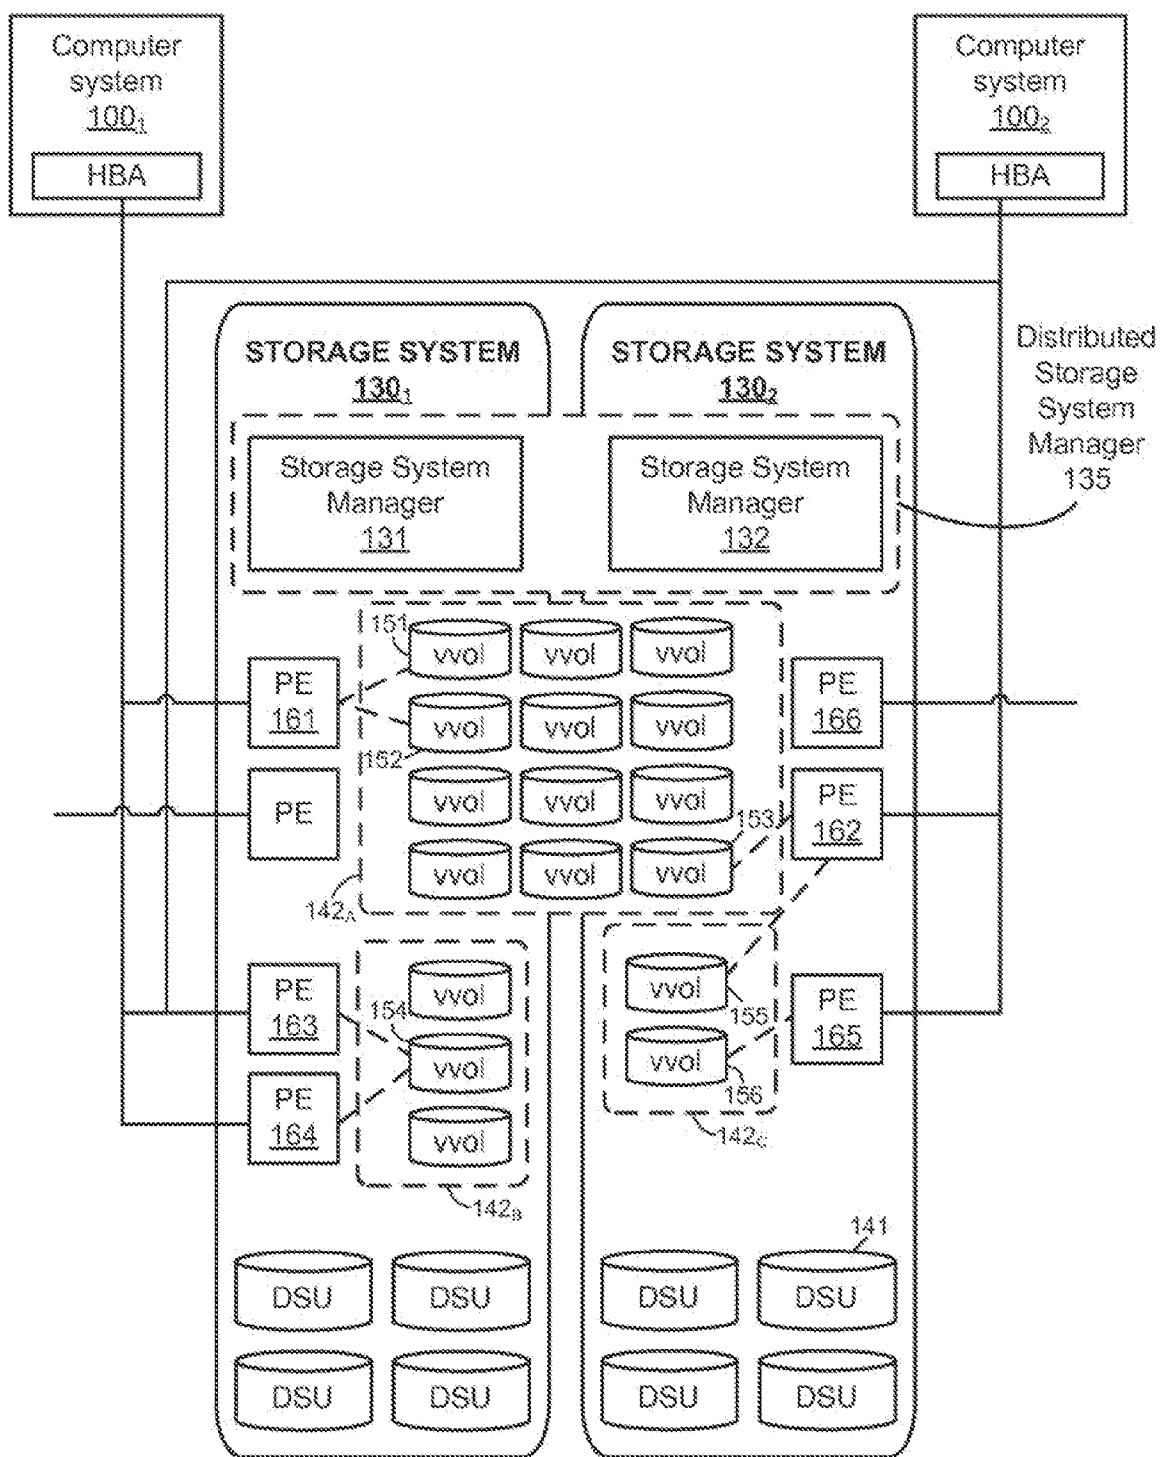 Computer
system
100₁
HBA
Computer
system
100₂
HBA
STORAGE SYSTEM
130₁
STORAGE SYSTEM
130₂
Distributed
Storage
System
Manager
135
Storage System
Manager
131
Storage System
Manager
132
151
vvol vvol vvol
PE
161
PE
166
152
vvol vvol vvol
PE
vvol vvol vvol
153
PE
162
vvol vvol vvol
142A
PE
163
154
vvol
vvol
vvol
PE
164
142B
vvol
155
vvol
156
PE
165
142C
141
DSU DSU DSU DSU
DSU DSU DSU DSU